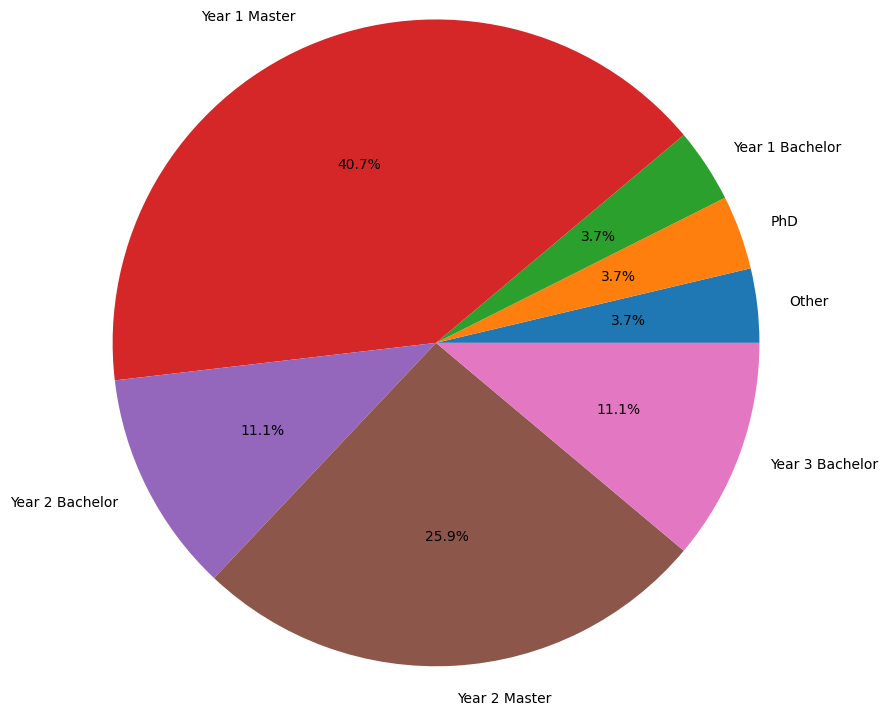 Year 1 Master
Year 1 Bachelor
40.7%
PhD
3.7%
3.7%
Other
3.7%
11.1%
11.1%
Year 3 Bachelor
Year 2 Bachelor
25.9%
Year 2 Master